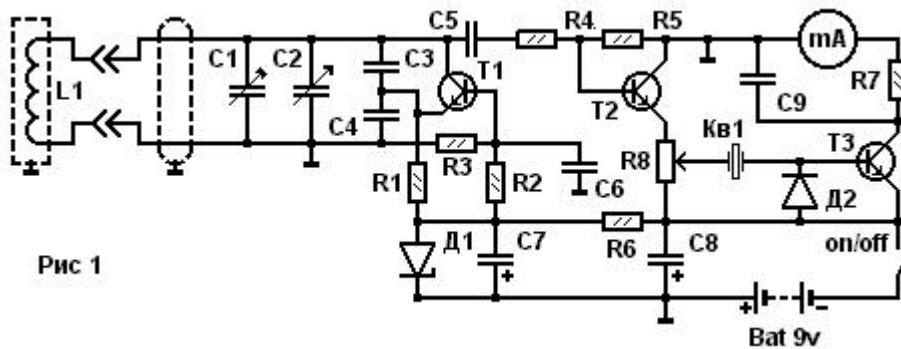 C5
R4
R5
C1
C2
C3
T1
mA
L1
C4
T2
C9
R7
Кв1
T3
R3
R8
R1
R2
C6
Д2
Д1
C7
R6
C8
on/off
Рис 1
+
+
+
-
Bat 9v